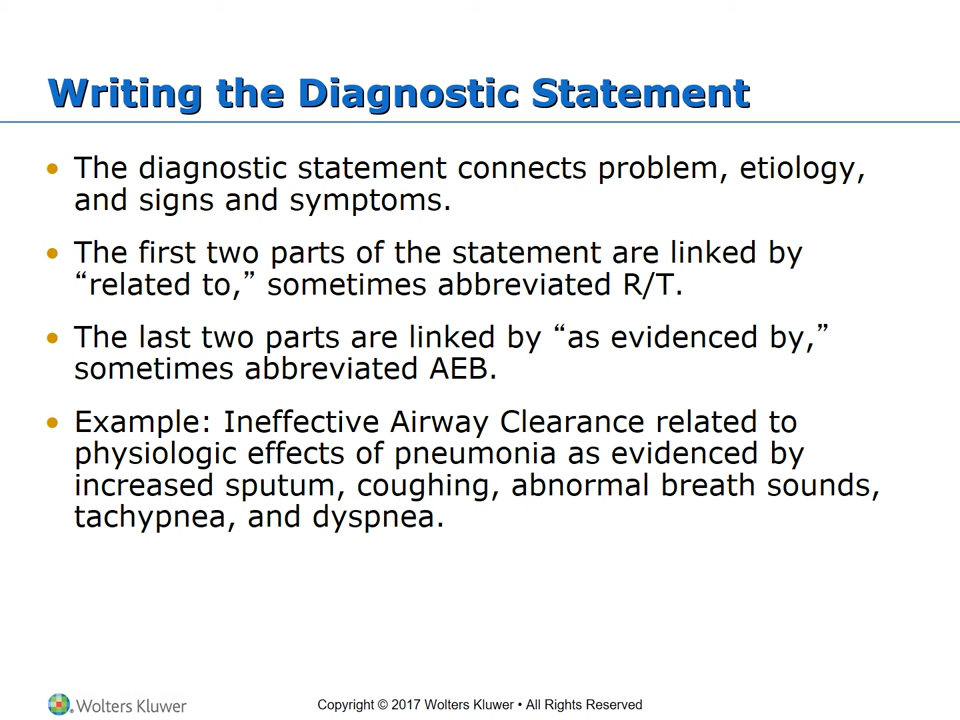 Writing the Diagnostic Statement
• The diagnostic statement connects problem, etiology,
and signs and symptoms.
• The first two parts of the statement are linked by
“related to,” sometimes abbreviated R/T.
• The last two parts are linked by “as evidenced by,”
sometimes abbreviated AEB.
• Example: Ineffective Airway Clearance related to
physiologic effects of pneumonia as evidenced by
increased sputum, coughing, abnormal breath sounds,
tachypnea, and dyspnea.
Wolters Kluwer
Copyright © 2017 Wolters Kluwer • All Rights Reserved